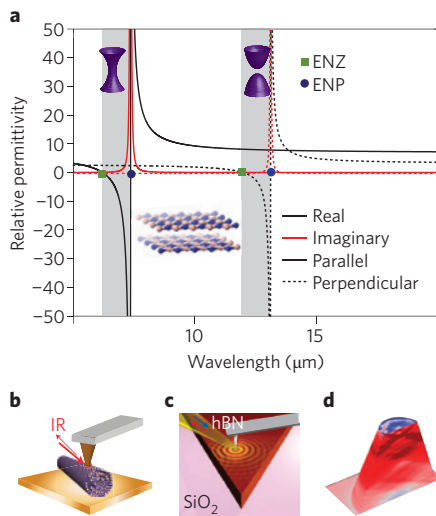 a
50
40
30
20
10
0
−10
−20
−30
−40
−50
Relative permittivity
ENZ
ENP
Real
Imaginary
Parallel
Perpendicular
10
15
Wavelength (μm)
b
IR
c
hBN
SiO₂
d